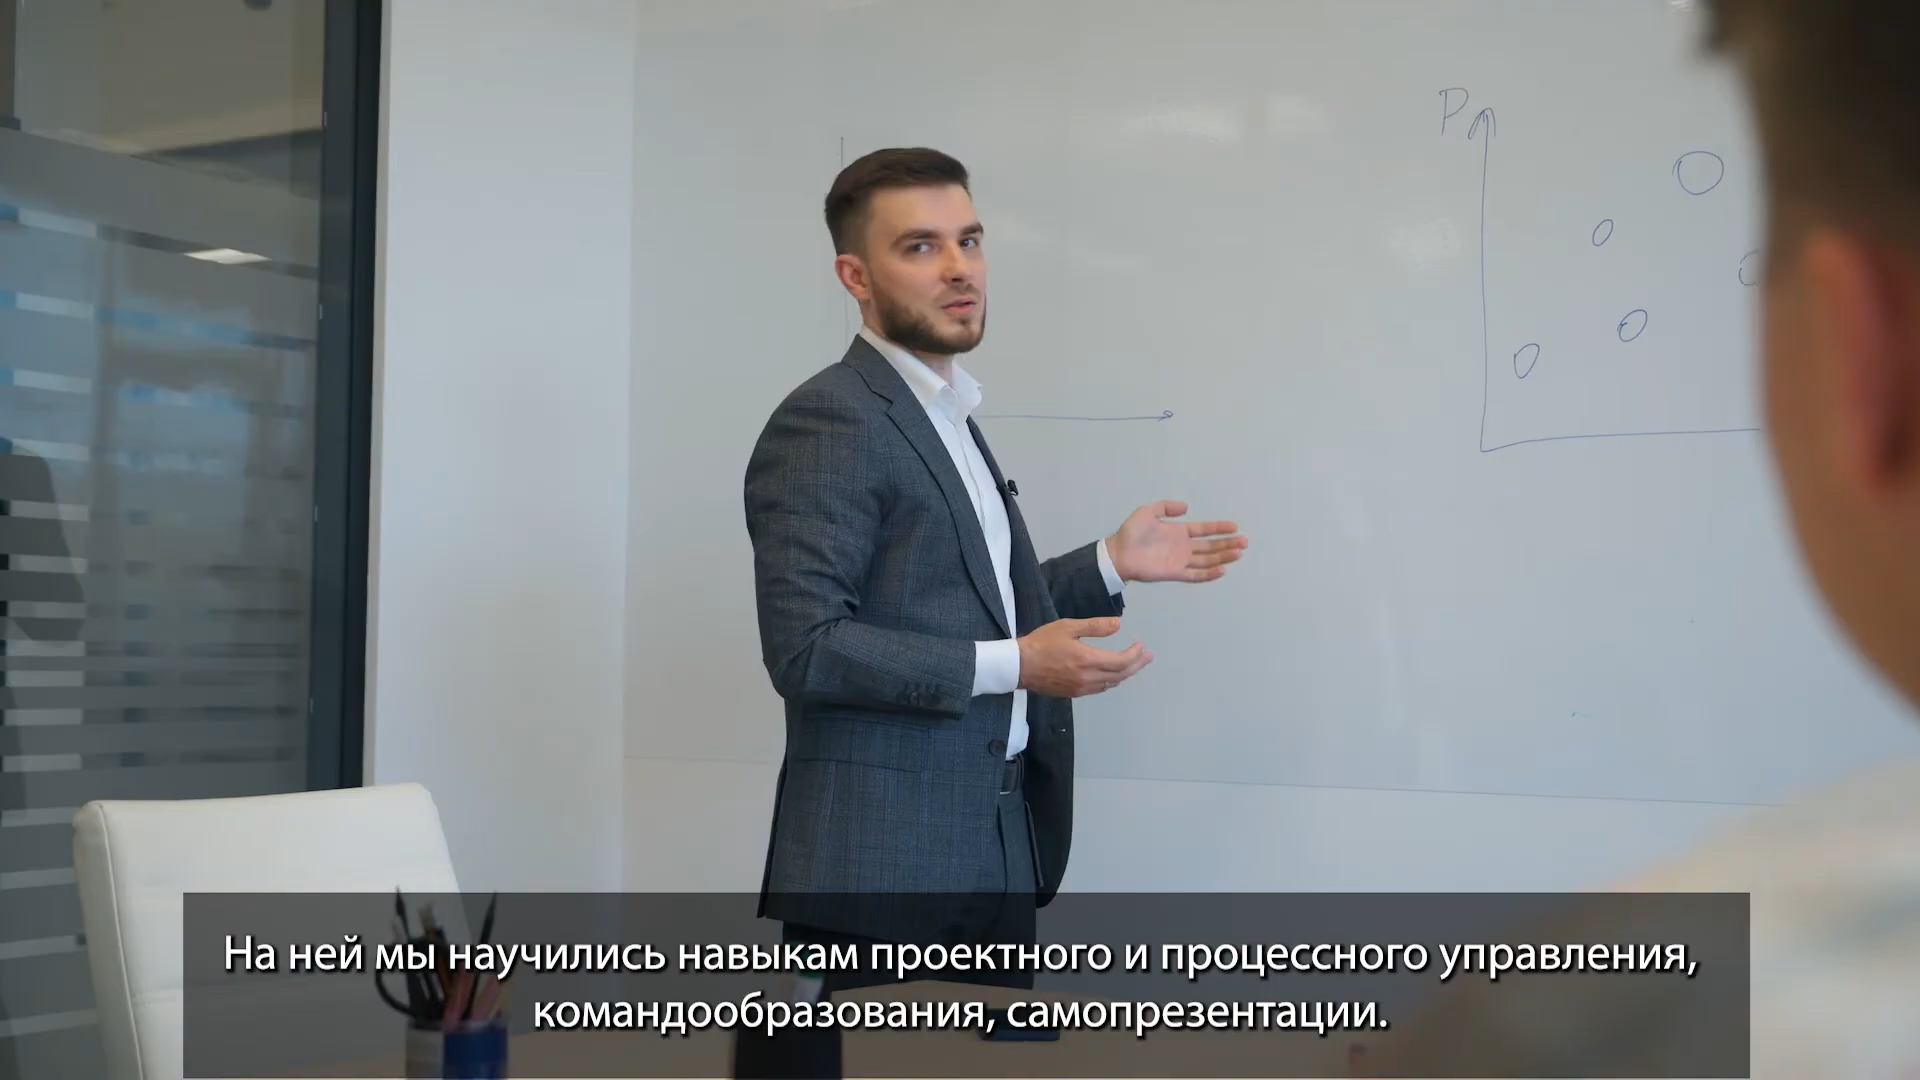 P
На ней мы научились навыкам проектного и процессного управления,
командообразования, самопрезентации.